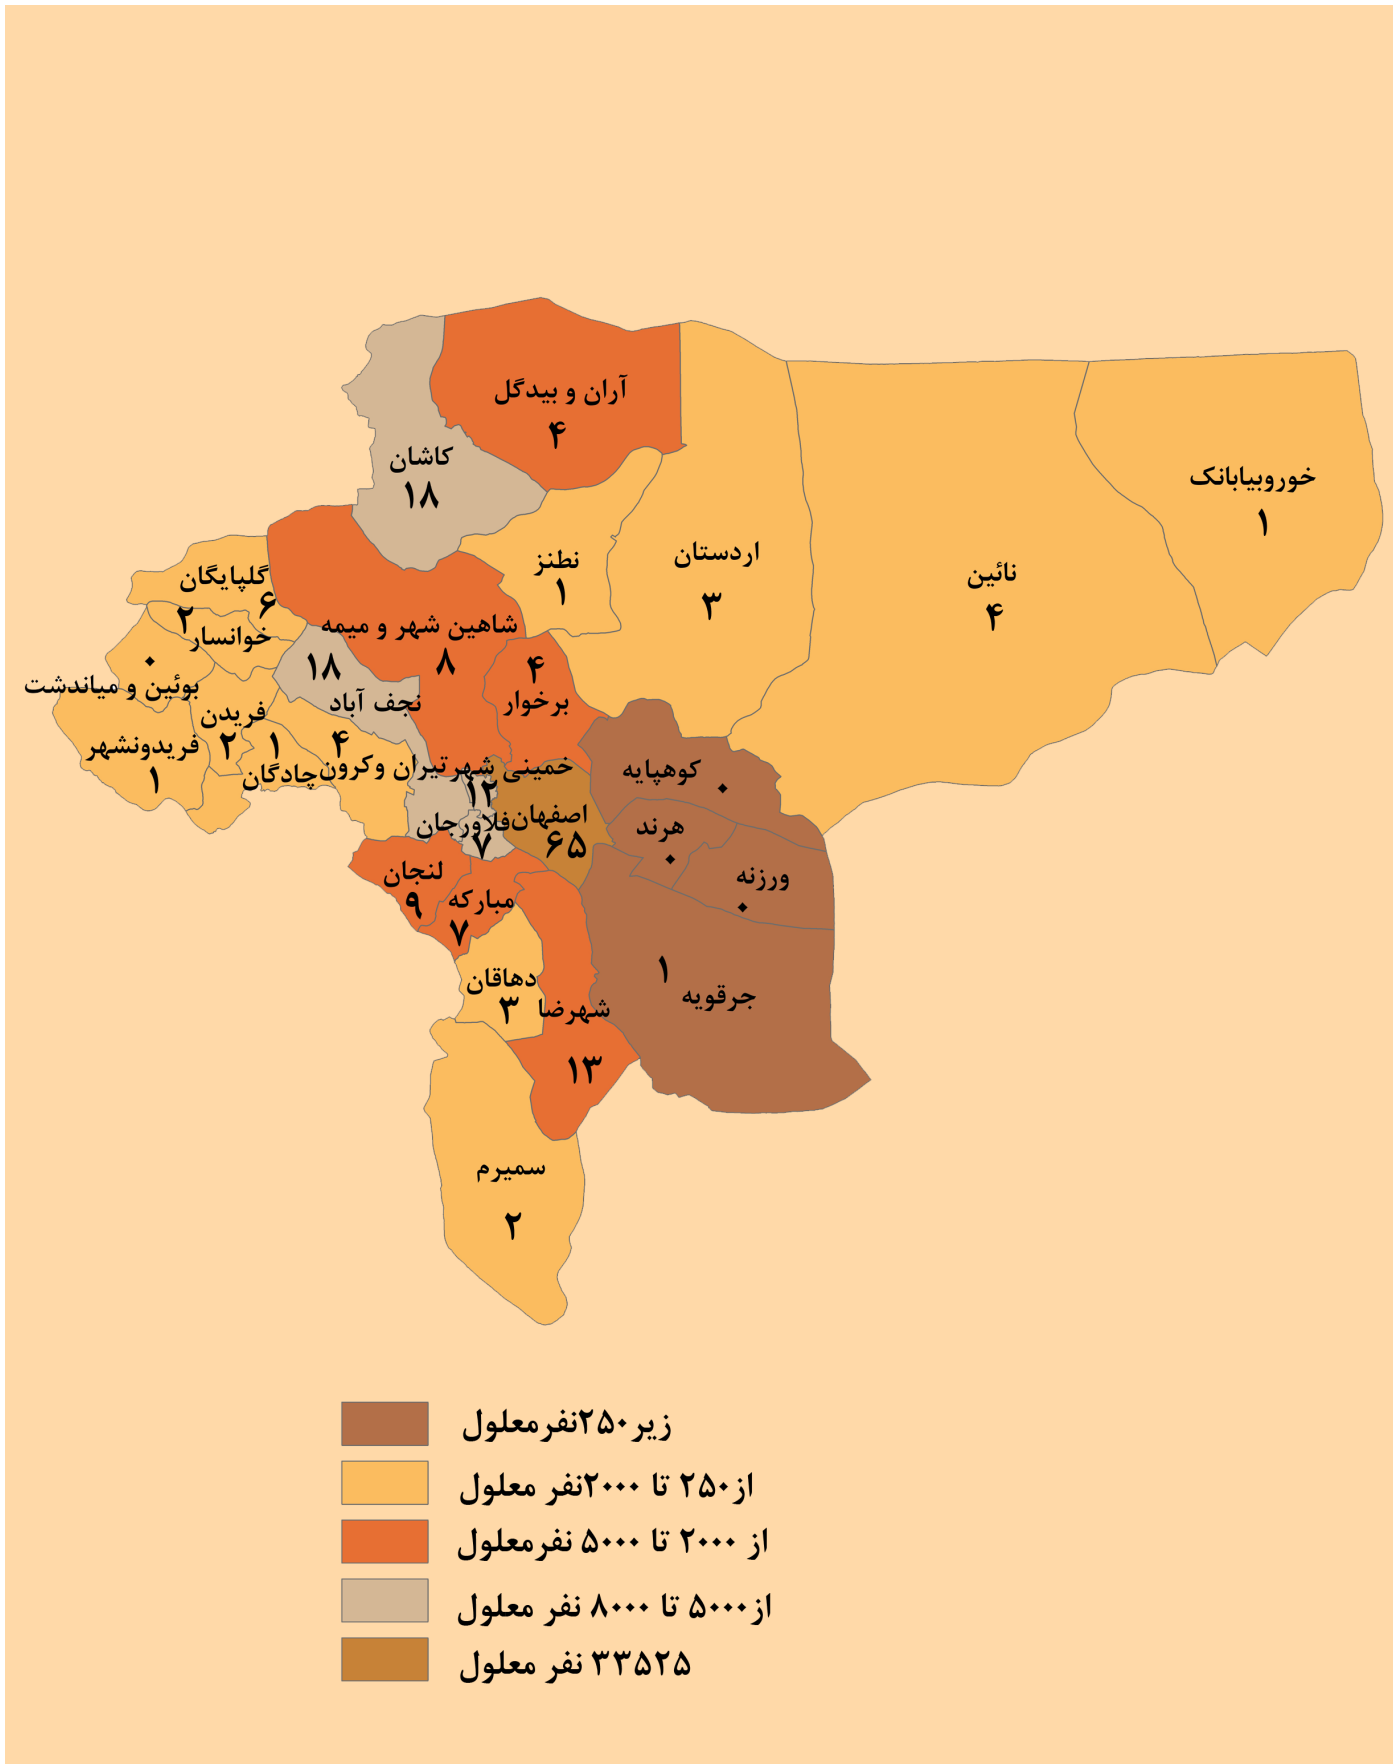 آران و بیدگل
۴
کاشان
۱۸
خوروبیابانک
۱
اردستان
۳
نائین
۴
نطنز
۱
گلپایگان
۶
۲
خوانسار
شاهین شهر و میمه
۸
۱۸
نجف آباد
۴
برخوار
۰
بوئین و میاندشت
فریدن
۲
فریدونشهر
۱
۱
چادگان
۴
تیران وکرون
خمینی شهر
۱۲
کوهپایه
۰
اصفهان
۶۵
فلاورجان
۷
هرند
۰
ورزنه
۰
لنجان
۹
مبارکه
۷
۱
جرقویه
دهاقان
۳
شهرضا
۱۳
سمیرم
۲
زیر۲۵۰نفرمعلول
از۲۵۰ تا ۲۰۰۰نفر معلول
از ۲۰۰۰ تا ۵۰۰۰ نفرمعلول
از۵۰۰۰ تا ۸۰۰۰ نفر معلول
۳۳۵۲۵ نفر معلول